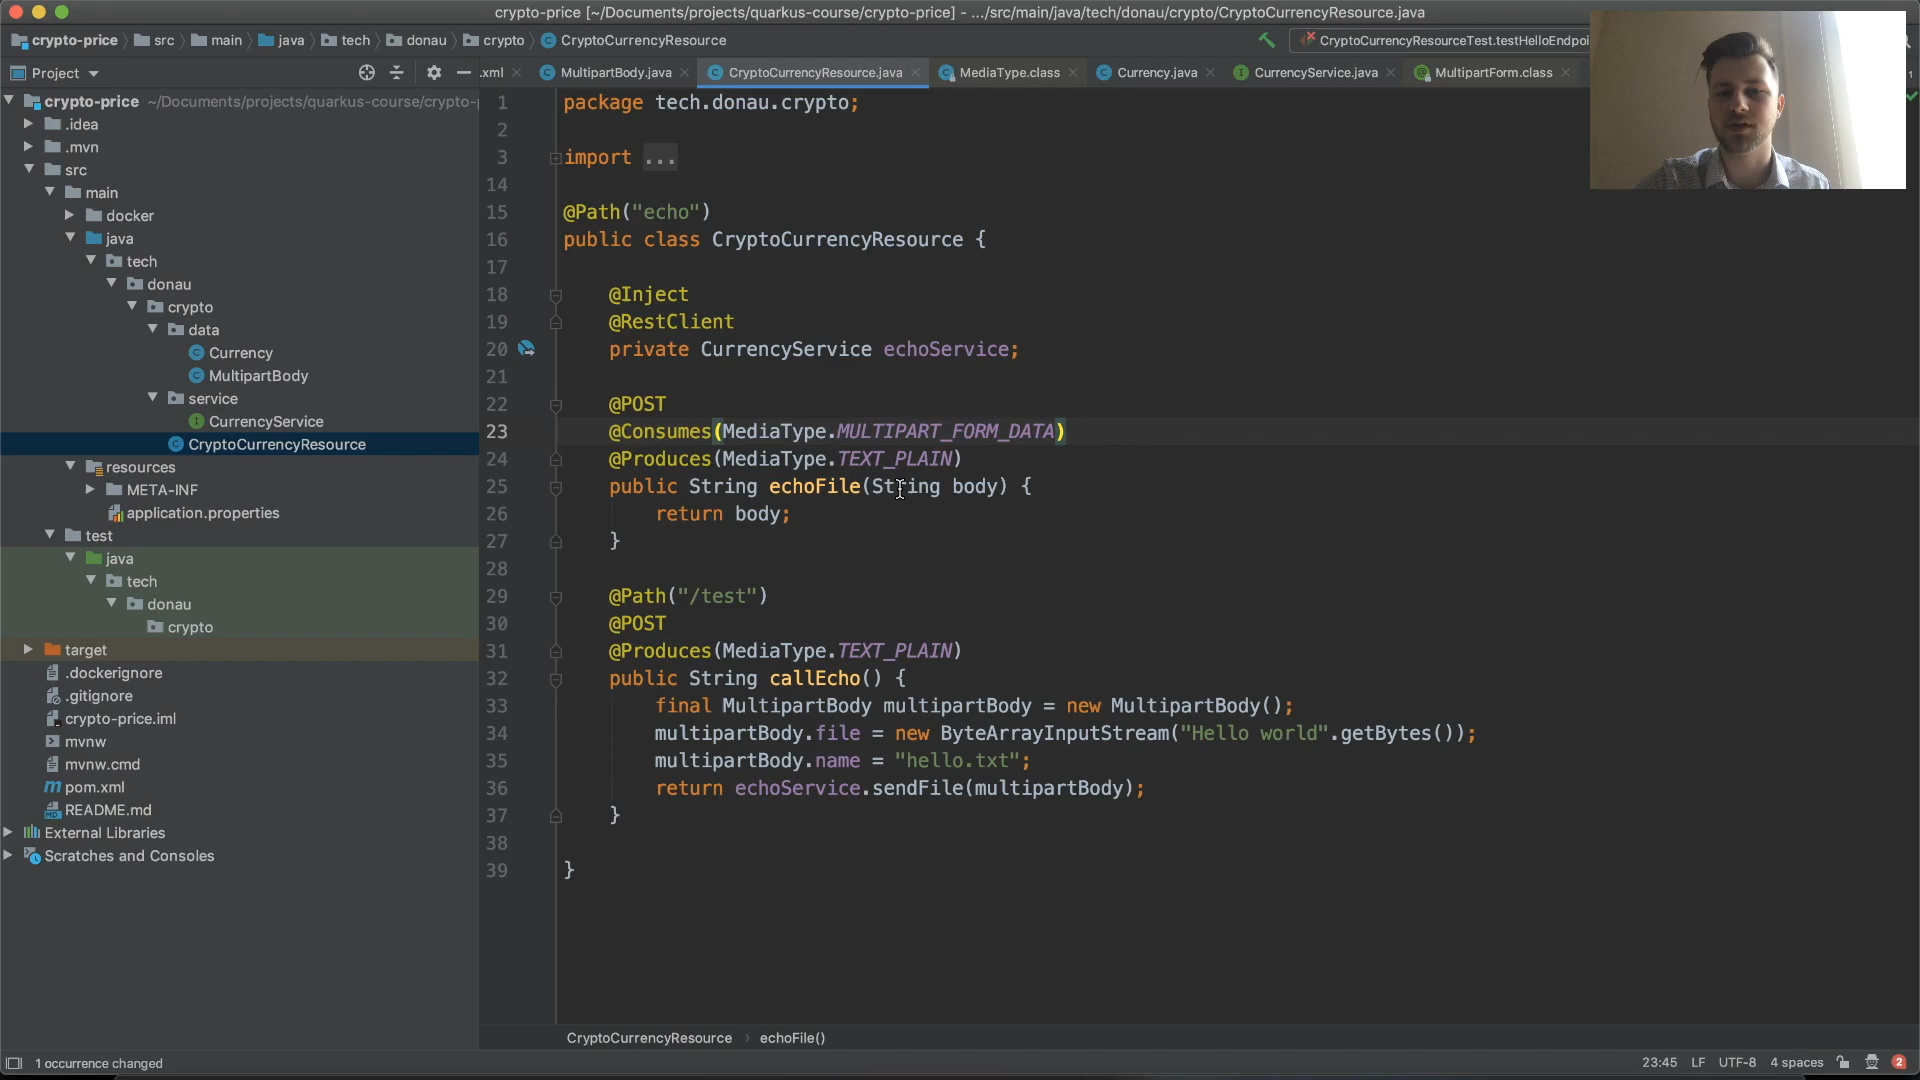 crypto-price [~/Documents/projects/quarkus-course/crypto-price] - .../src/main/java/tech/donau/crypto/CryptoCurrencyResource.java
crypto-price src main java tech donau crypto CryptoCurrencyResource
CryptoCurrencyResourceTest.testHelloEndpoi
Project
.xml MultipartBody.java CryptoCurrencyResource.java MediaType.class Currency.java CurrencyService.java MultipartForm.class
crypto-price ~/Documents/projects/quarkus-course/crypto-
.idea
.mvn
src
main
docker
java
tech
donau
crypto
data
Currency
MultipartBody
service
CurrencyService
CryptoCurrencyResource
resources
META-INF
application.properties
test
java
tech
donau
crypto
target
.dockerignore
.gitignore
crypto-price.iml
mvnw
mvnw.cmd
pom.xml
README.md
External Libraries
Scratches and Consoles
1 package tech.donau.crypto;
2
3 import ...
14
15 @Path("echo")
16 public class CryptoCurrencyResource {
17
18 @Inject
19 @RestClient
20 private CurrencyService echoService;
21
22 @POST
23 @Consumes(MediaType.MULTIPART_FORM_DATA)
24 @Produces(MediaType.TEXT_PLAIN)
25 public String echoFile(String body) {
26 return body;
27 }
28
29 @Path("/test")
30 @POST
31 @Produces(MediaType.TEXT_PLAIN)
32 public String callEcho() {
33 final MultipartBody multipartBody = new MultipartBody();
34 multipartBody.file = new ByteArrayInputStream("Hello world".getBytes());
35 multipartBody.name = "hello.txt";
36 return echoService.sendFile(multipartBody);
37 }
38
39 }
CryptoCurrencyResource echoFile()
1 occurrence changed
23:45 LF UTF-8 4 spaces 2